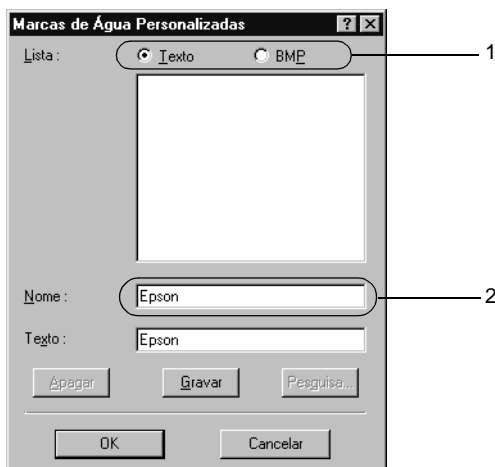 Marcas de Água Personalizadas
Lista : Texto BMP 1
Nome : Epson 2
Texto : Epson
Apagar Gravar Pesquisa...
OK Cancelar